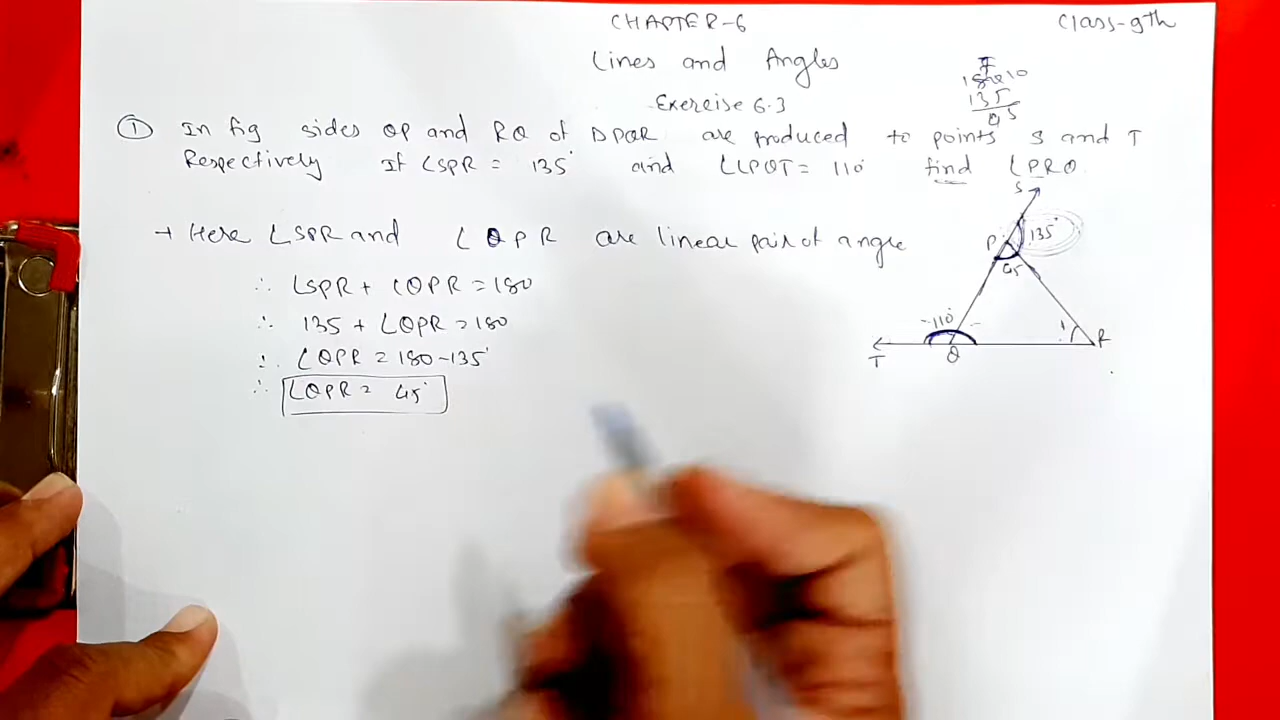 CHAPTER-6
Class-9th
Lines and Angles
Exercise 6.3
135
① In fig sides QP and RQ of ΔPQR are produced to points S and T
Respectively If ∠SPR = 135° and ∠LPQT = 110° find ∠PRQ
→ Here ∠SPR and ∠QPR are linear pair of angle
∴ ∠SPR + ∠QPR = 180
∴ 135 + ∠QPR = 180
∴ ∠QPR = 180 - 135°
∴ ∠QPR = 45°
S
P 135°
45
110°
T Q R